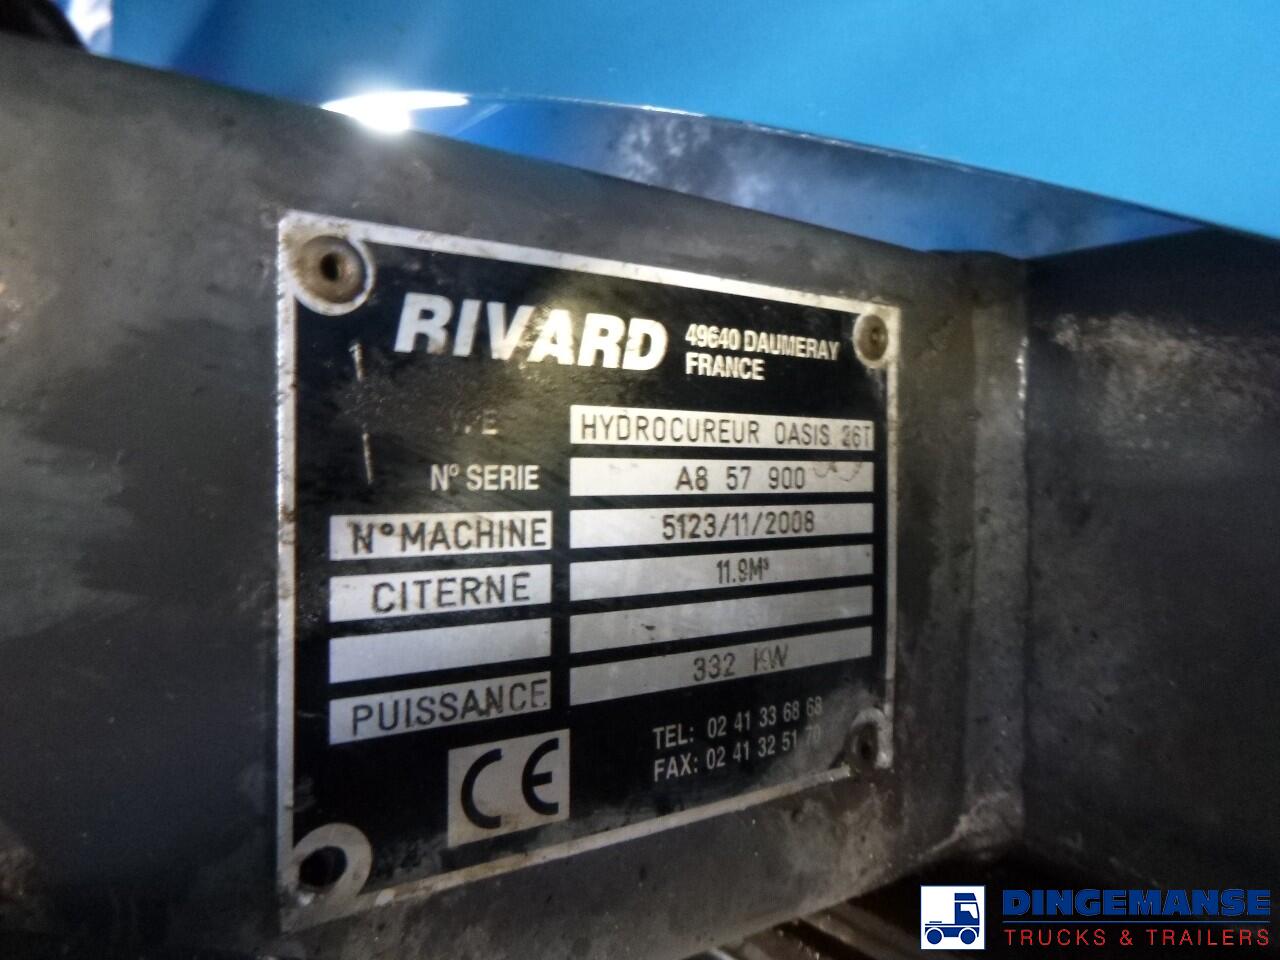 RIVARD
49640 DAUMERAY
FRANCE
HYDROCUREUR OASIS 26T
N° SERIE A8 57 900
N° MACHINE 5123/11/2008
CITERNE 11.9M³
PUISSANCE 332 KW
CE
TEL: 02 41 33 68 68
FAX: 02 41 32 51 70
DINGEMANSE
TRUCKS & TRAILERS